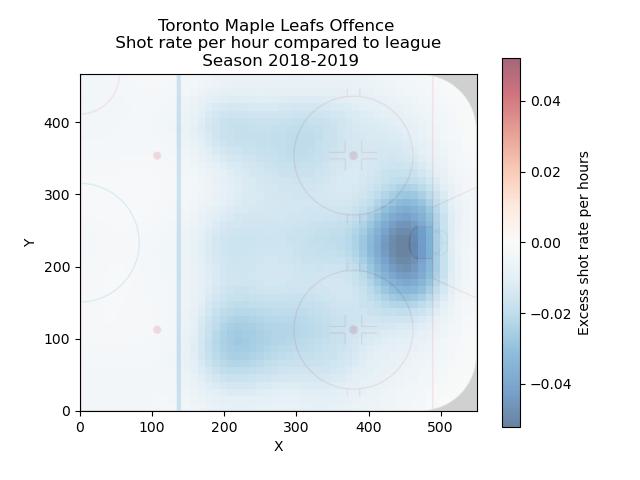 Toronto Maple Leafs Offence
Shot rate per hour compared to league
Season 2018-2019
400
300
200
100
0
Y
0 100 200 300 400 500
X
0.04
0.02
0.00
−0.02
−0.04
Excess shot rate per hours